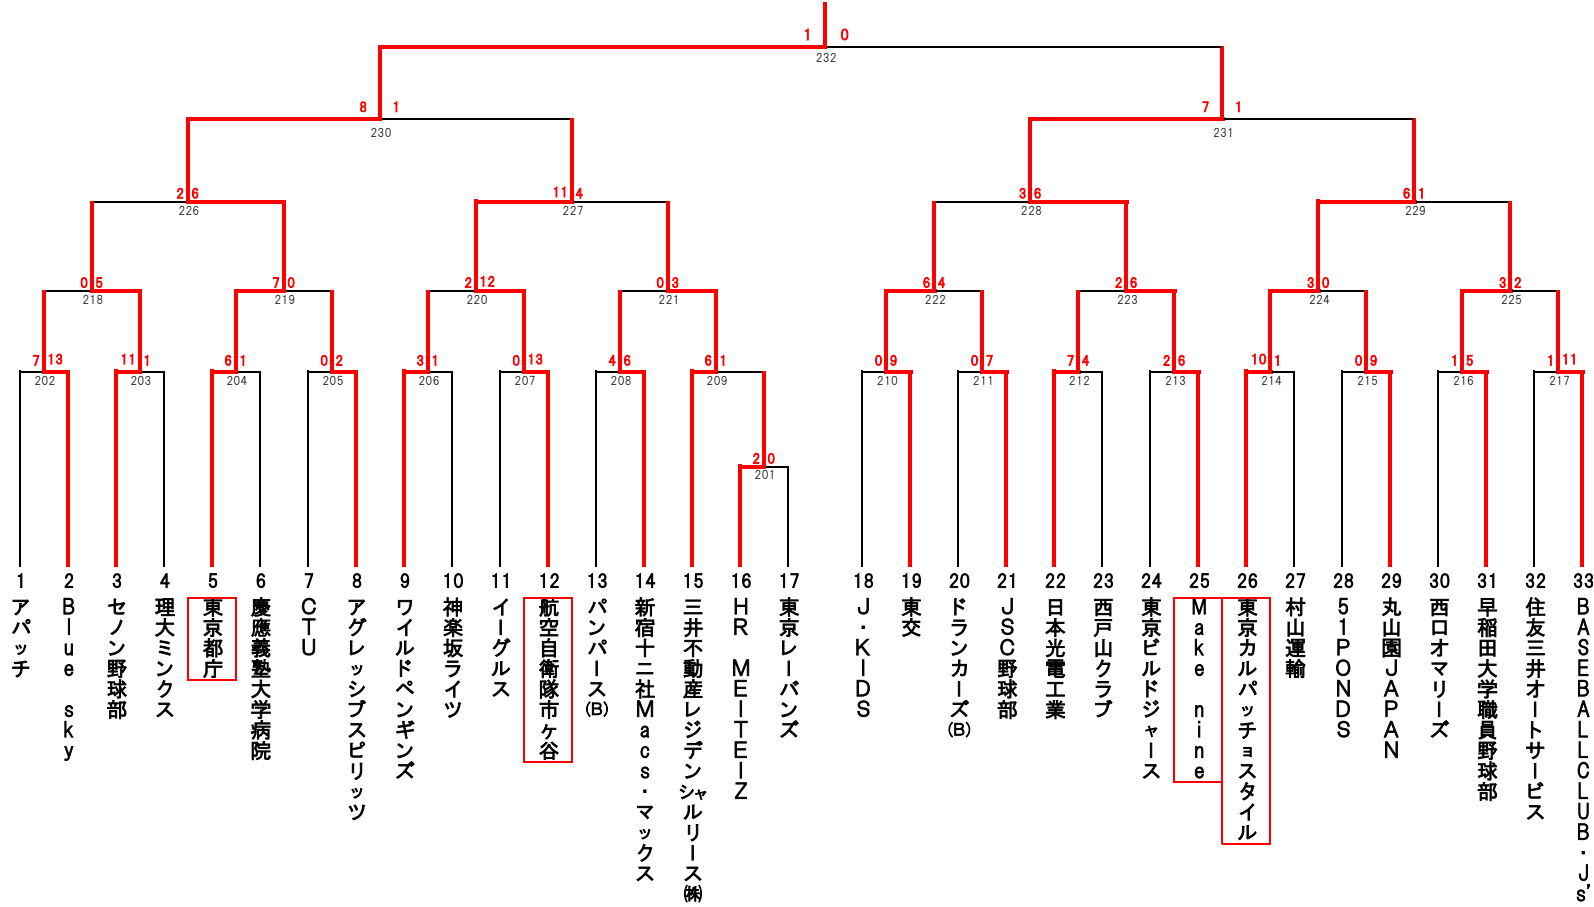 1 0
232
8 1
230
7 1
231
2 6
226
11 4
227
3 6
228
6 1
229
0 5
218
7 0
219
2 12
220
0 3
221
6 4
222
2 6
223
3 0
224
3 2
225
7 13
202
11 1
203
6 1
204
0 2
205
3 1
206
0 13
207
4 6
208
6 1
209
0 9
210
0 7
211
7 4
212
2 6
213
10 1
214
0 9
215
1 5
216
1 11
217
2 0
201
1
アパッチ
2
Blue sky
3
セノン野球部
4
理大ミンクス
5
東京都庁
6
慶應義塾大学病院
7
CTU
8
アグレッシブスピリッツ
9
ワイルドペンギンズ
10
神楽坂ライツ
11
イーグルス
12
航空自衛隊市ヶ谷
13
パンパース(B)
14
新宿十二社Macs・マックス
15
三井不動産レジデンシャルリース㈱
16
HR MEITEIZ
17
東京レーバンズ
18
J・KIDS
19
東交
20
ドランカーズ(B)
21
JSC野球部
22
日本光電工業
23
西戸山クラブ
24
東京ビルドジャース
25
Make nine
26
東京カルパッチョスタイル
27
村山運輸
28
51PONDS
29
丸山園JAPAN
30
西口オマリーズ
31
早稲田大学職員野球部
32
住友三井オートサービス
33
BASEBALLCLUB・J's